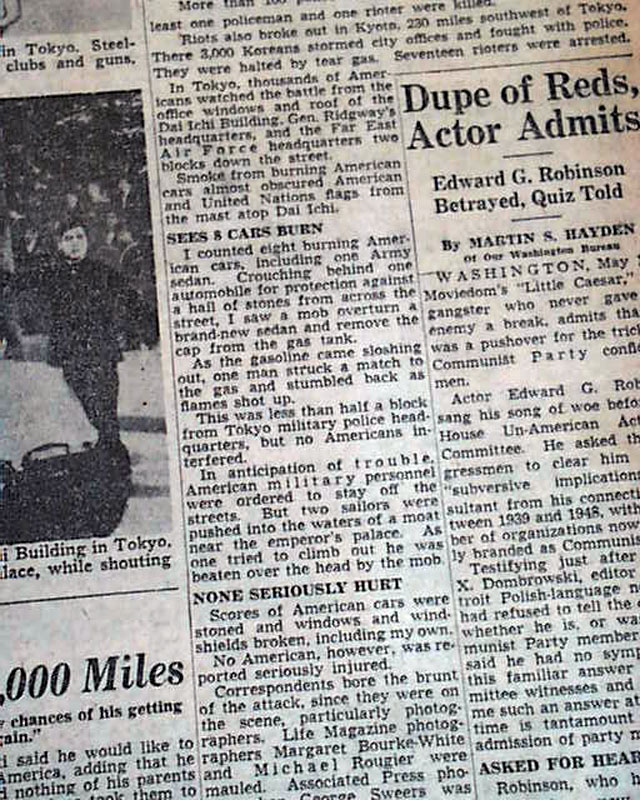 in Tokyo. Steel-
clubs and guns.
i Building in Tokyo.
lace, while shouting
,000 Miles
chances of his getting
gain."
i said he would like to
America, adding that he
d nothing of his parents
took them to
More than 100
least one policeman and one rioter were killed.
Riots also broke out in Kyoto, 230 miles southwest of Tokyo.
There 3,000 Koreans stormed city offices and fought with police.
They were halted by tear gas. Seventeen rioters were arrested.
In Tokyo, thousands of Amer-
icans watched the battle from the
office windows and roof of the
Dai Ichi Building, Gen. Ridgway's
headquarters, and the Far East
Air Force headquarters two
blocks down the street.
Smoke from burning American
cars almost obscured American
and United Nations flags from
the mast atop Dai Ichi.
SEES 8 CARS BURN
I counted eight burning Amer-
ican cars, including one Army
sedan. Crouching behind one
automobile for protection against
a hail of stones from across the
street, I saw a mob overturn a
brand-new sedan and remove the
cap from the gas tank.
As the gasoline came sloshing
out, one man struck a match to
the gas and stumbled back as
flames shot up.
This was less than half a block
from Tokyo military police head-
quarters, but no Americans in-
terfered.
In anticipation of trouble,
American military personnel
were ordered to stay off the
streets. But two sailors were
pushed into the waters of a moat
near the emperor's palace. As
one tried to climb out he was
beaten over the head by the mob.
NONE SERIOUSLY HURT
Scores of American cars were
stoned and windows and wind-
shields broken, including my own.
No American, however, was re-
ported seriously injured.
Correspondents bore the brunt
of the attack, since they were on
the scene, particularly photog-
raphers. Life Magazine photog-
raphers Margaret Bourke-White
and Michael Rougier were
mauled. Associated Press pho-
George Sweers was
Dupe of Reds,
Actor Admits
Edward G. Robinson
Betrayed, Quiz Told
By MARTIN S. HAYDEN
Of Our Washington Bureau
WASHINGTON, May
Moviedom's "Little Caesar,"
gangster who never gave
enemy a break, admits tha
was a pushover for the tric
Communist Party confi
men.
Actor Edward G. Ro
sang his song of woe befo
House Un-American Act
Committee. He asked th
gressmen to clear him
"subversive implication
sultant from his connect
tween 1939 and 1948, with
ber of organizations now
ly branded as Communis
Testifying just after
X. Dombrowski, editor
troit Polish-language n
had refused to tell the
whether he is, or wa
munist Party member
said he had no symp
this familiar answer
mittee witnesses and
me such an answer a
time is tantamount
admission of party m
ASKED FOR HEA
Robinson, who h